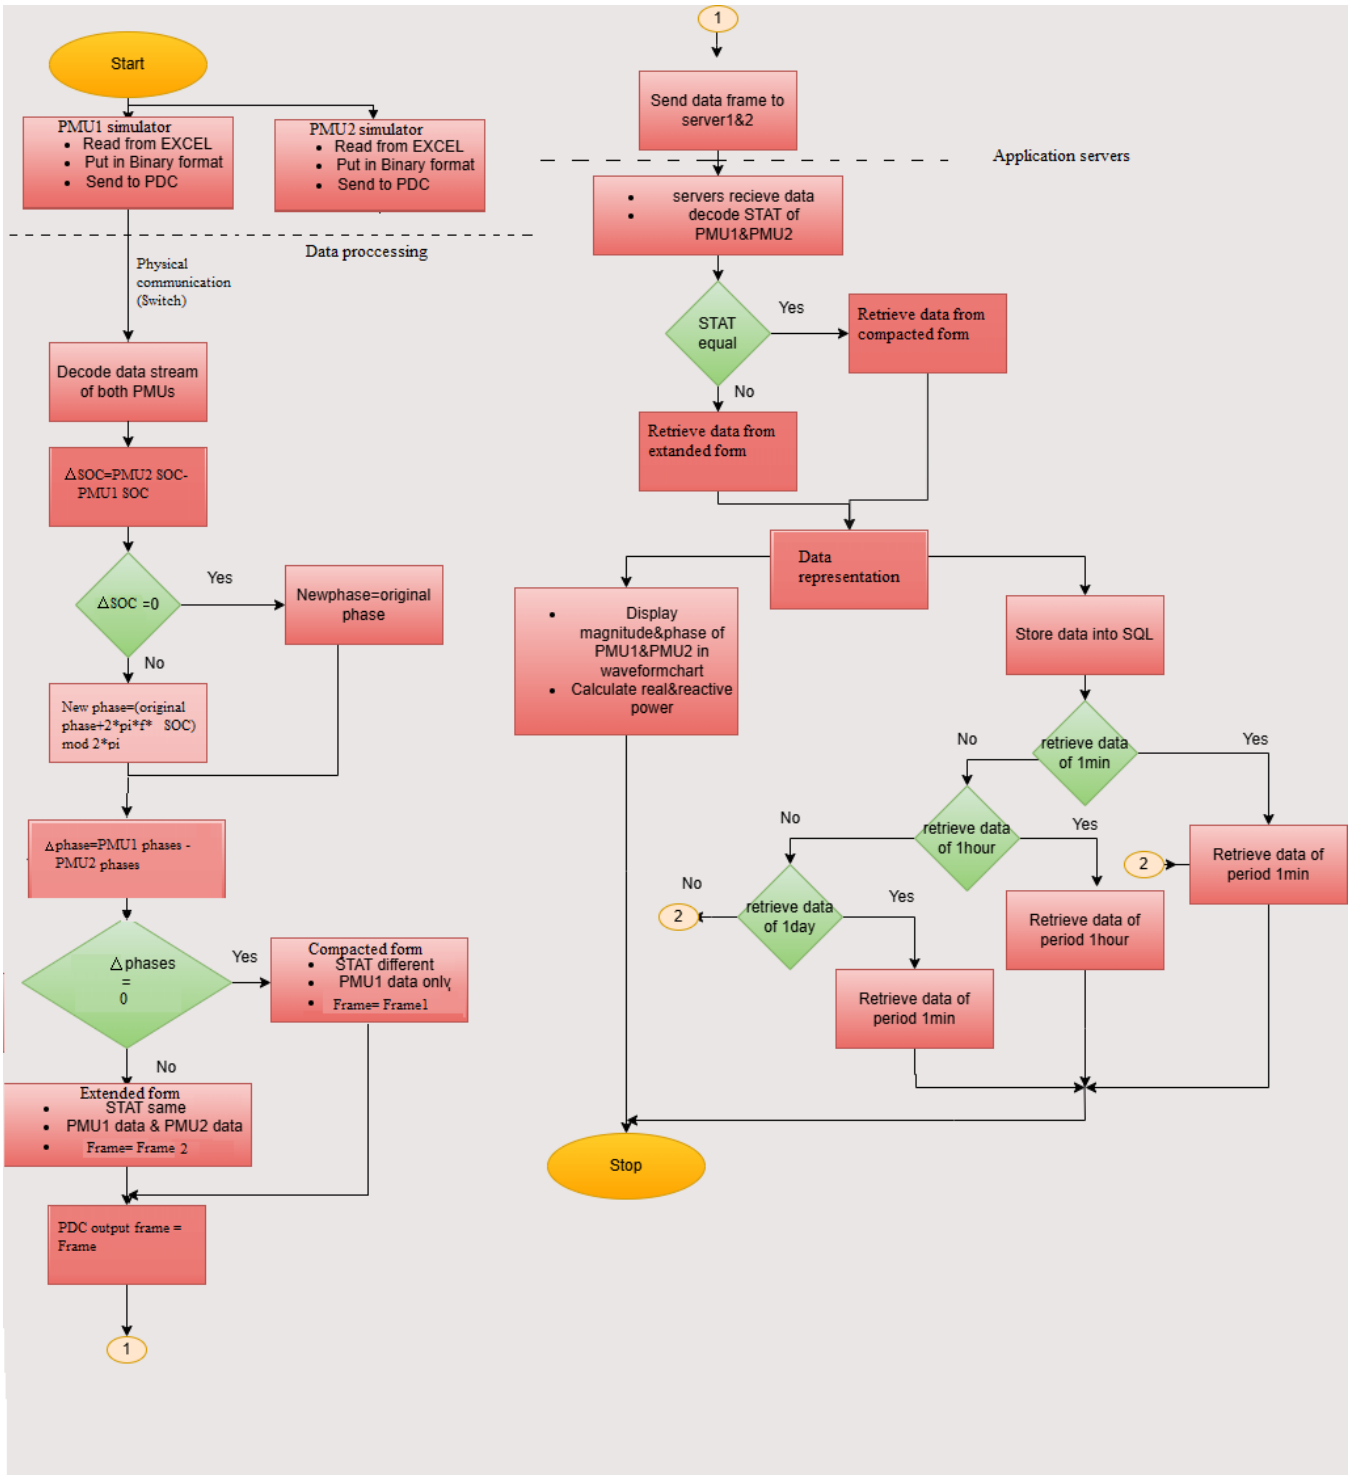 Start
PMU1 simulator
• Read from EXCEL
• Put in Binary format
• Send to PDC
PMU2 simulator
• Read from EXCEL
• Put in Binary format
• Send to PDC
Data proccessing
Physical
communication
(Switch)
Decode data stream
of both PMUs
△SOC=PMU2 SOC-
PMU1 SOC
△SOC =0
Yes
Newphase=original
phase
No
New phase=(original
phase+2*pi*f* SOC)
mod 2*pi
△phase=PMU1 phases -
PMU2 phases
△phases
=
0
Yes
Compacted form
• STAT different
• PMU1 data only
• Frame= Frame1
No
Extended form
• STAT same
• PMU1 data & PMU2 data
• Frame= Frame 2
PDC output frame =
Frame
1
1
Send data frame to
server1&2
Application servers
• servers recieve data
• decode STAT of
PMU1&PMU2
STAT
equal
Yes
Retrieve data from
compacted form
No
Retrieve data from
extanded form
Data
representation
• Display
magnitude&phase of
PMU1&PMU2 in
waveformchart
• Calculate real&reactive
power
Store data into SQL
retrieve data
of 1min
No
Yes
retrieve data
of 1hour
No
Yes
2
Retrieve data of
period 1min
retrieve data
of 1day
No
2
Yes
Retrieve data of
period 1hour
Retrieve data of
period 1min
Stop